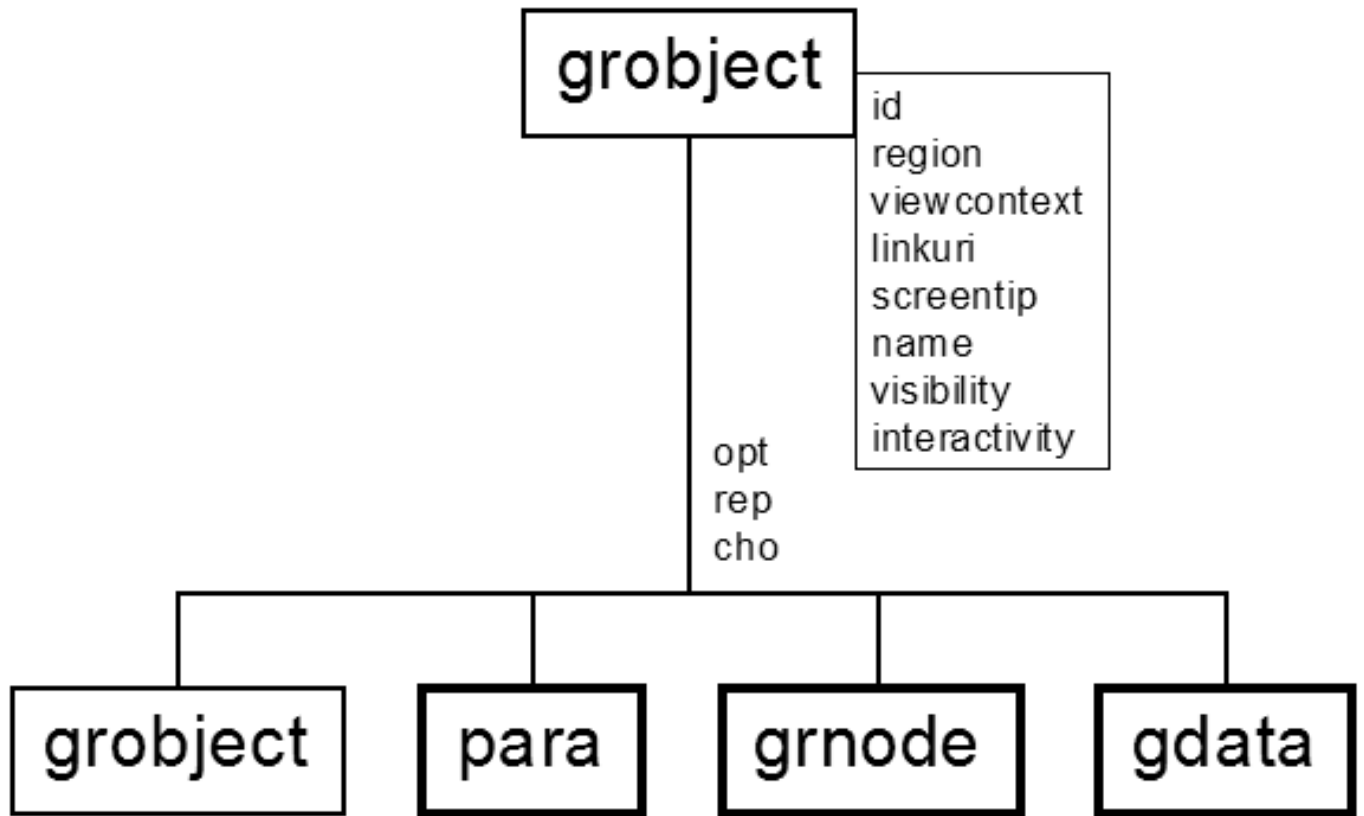 grobject
id
region
viewcontext
linkuri
screentip
name
visibility
interactivity
opt
rep
cho
grobject
para
grnode
gdata